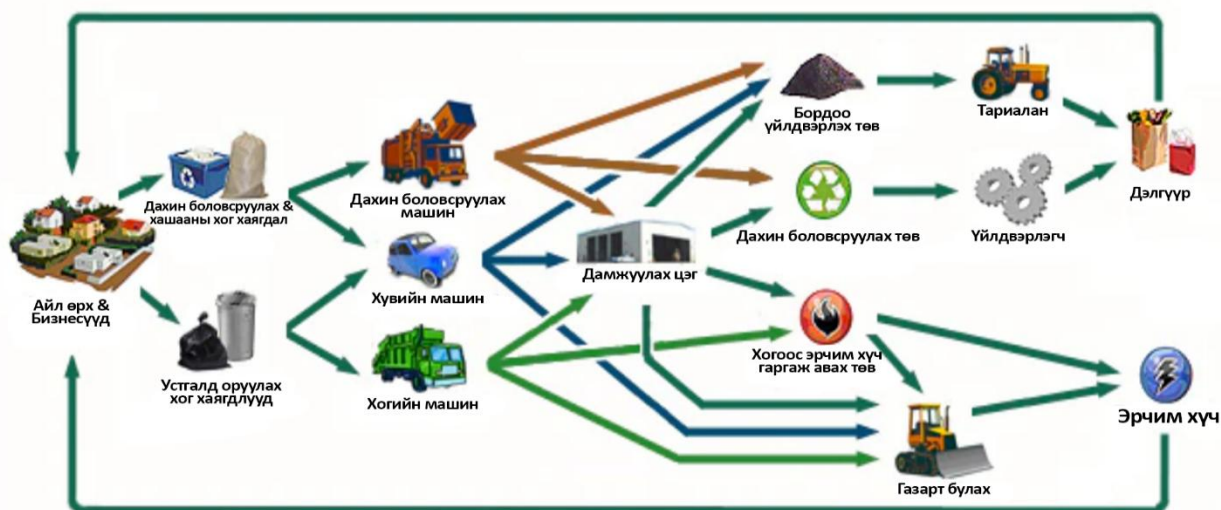 Айл өрх &
Бизнесүүд
Дахин боловсруулах &
хашааны хог хаягдал
Устгалд оруулах
хог хаягдлууд
Дахин боловсруулах
машин
Хувийн машин
Хогийн машин
Дамжуулах цэг
Бордоо
үйлдвэрлэх төв
Дахин боловсруулах төв
Хогоос эрчим хүч
гаргаж авах төв
Газарт булах
Тариалан
Үйлдвэрлэгч
Дэлгүүр
Эрчим хүч